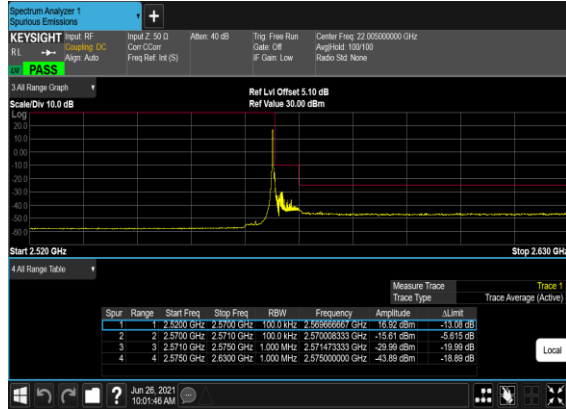 Spectrum Analyzer 1
Spurious Emissions
+
KEYSIGHT Input: RF Input Z: 50 Ω Atten: 40 dB Trig: Free Run Center Freq: 22.005000000 GHz
RL Coupling: DC Corr CCorr Gate: Off Avg|Hold: 100/100
Align: Auto Freq Ref: Int (S) IF Gain: Low Radio Std: None
PASS
3 All Range Graph
Ref Lvl Offset 5.10 dB
Scale/Div 10.0 dB Ref Value 30.00 dBm
Log
20.0
10.0
0.00
-10.0
-20.0
-30.0
-40.0
-50.0
-60.0
Start 2.520 GHz Stop 2.630 GHz
4 All Range Table
Measure Trace Trace 1
Trace Type Trace Average (Active)
Spur Range Start Freq Stop Freq RBW Frequency Amplitude ΔLimit
1 1 2.5200 GHz 2.5700 GHz 100.0 kHz 2.569666667 GHz 16.92 dBm -13.08 dB
2 2 2.5700 GHz 2.5710 GHz 100.0 kHz 2.570008333 GHz -15.61 dBm -5.615 dB
3 3 2.5710 GHz 2.5750 GHz 1.000 MHz 2.571473333 GHz -29.99 dBm -19.99 dB
4 4 2.5750 GHz 2.6300 GHz 1.000 MHz 2.575000000 GHz -43.89 dBm -18.89 dB
Local
?
Jun 26, 2021
10:01:46 AM